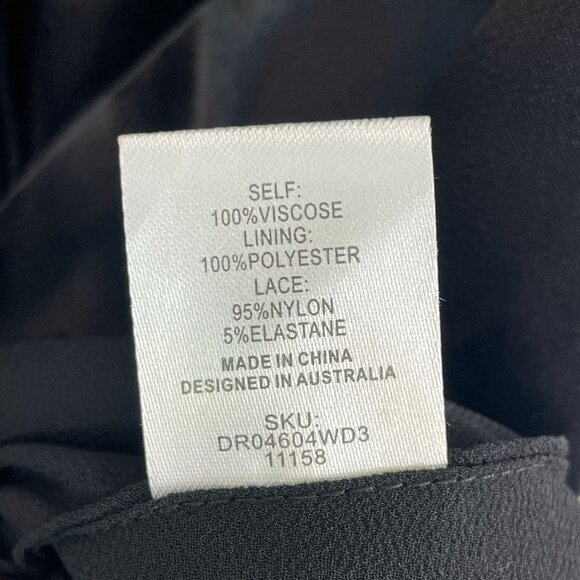 SELF:
100%VISCOSE
LINING:
100%POLYESTER
LACE:
95%NYLON
5%ELASTANE
MADE IN CHINA
DESIGNED IN AUSTRALIA
SKU:
DR04604WD3
11158